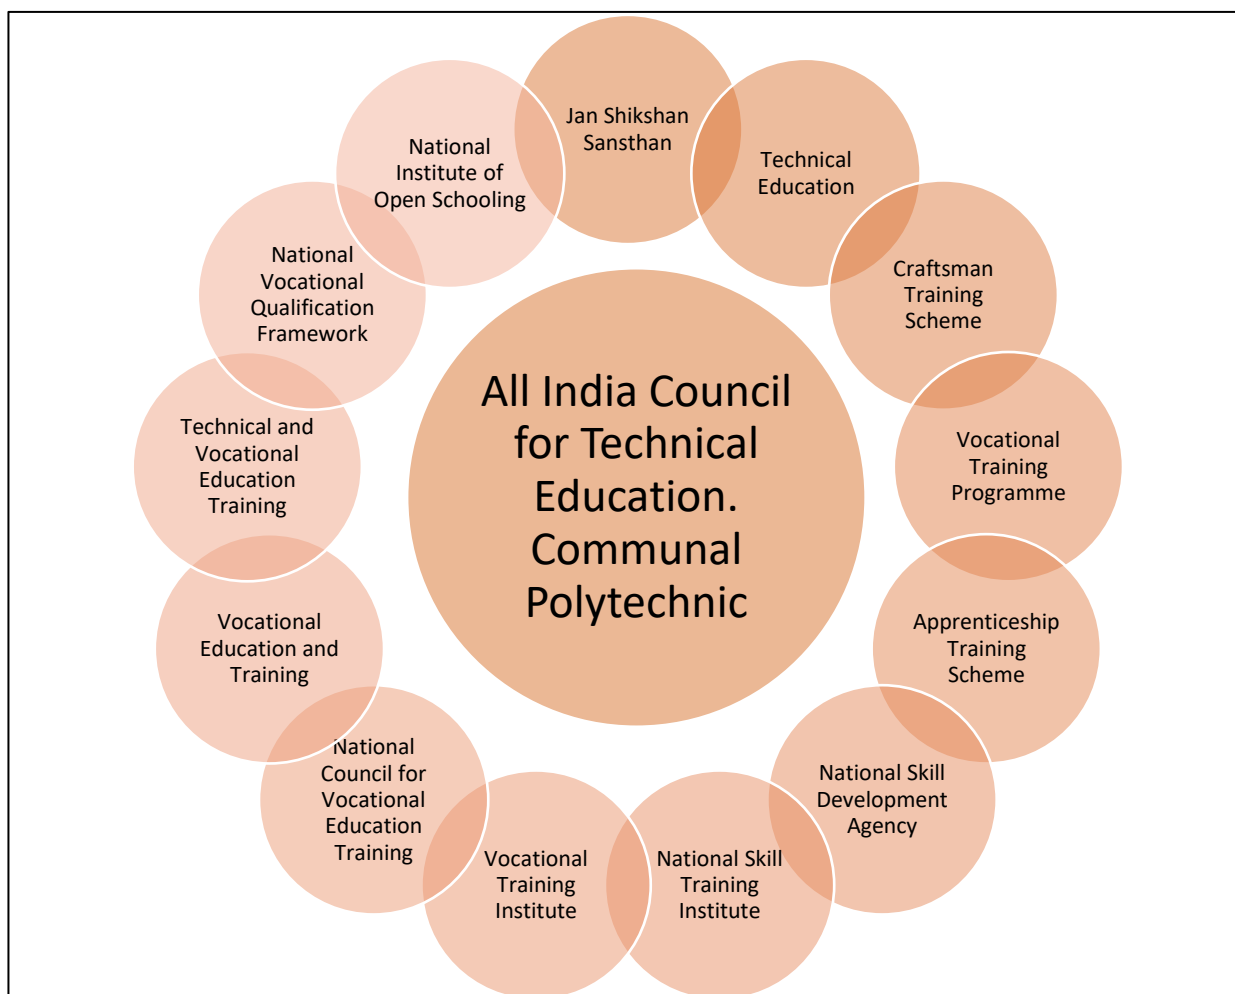 Jan Shikshan
Sansthan
Technical
Education
Craftsman
Training
Scheme
Vocational
Training
Programme
Apprenticeship
Training
Scheme
National Skill
Development
Agency
National Skill
Training
Institute
Vocational
Training
Institute
National
Council for
Vocational
Education
Training
Vocational
Education and
Training
Technical and
Vocational
Education
Training
National
Vocational
Qualification
Framework
National
Institute of
Open Schooling
All India Council
for Technical
Education.
Communal
Polytechnic